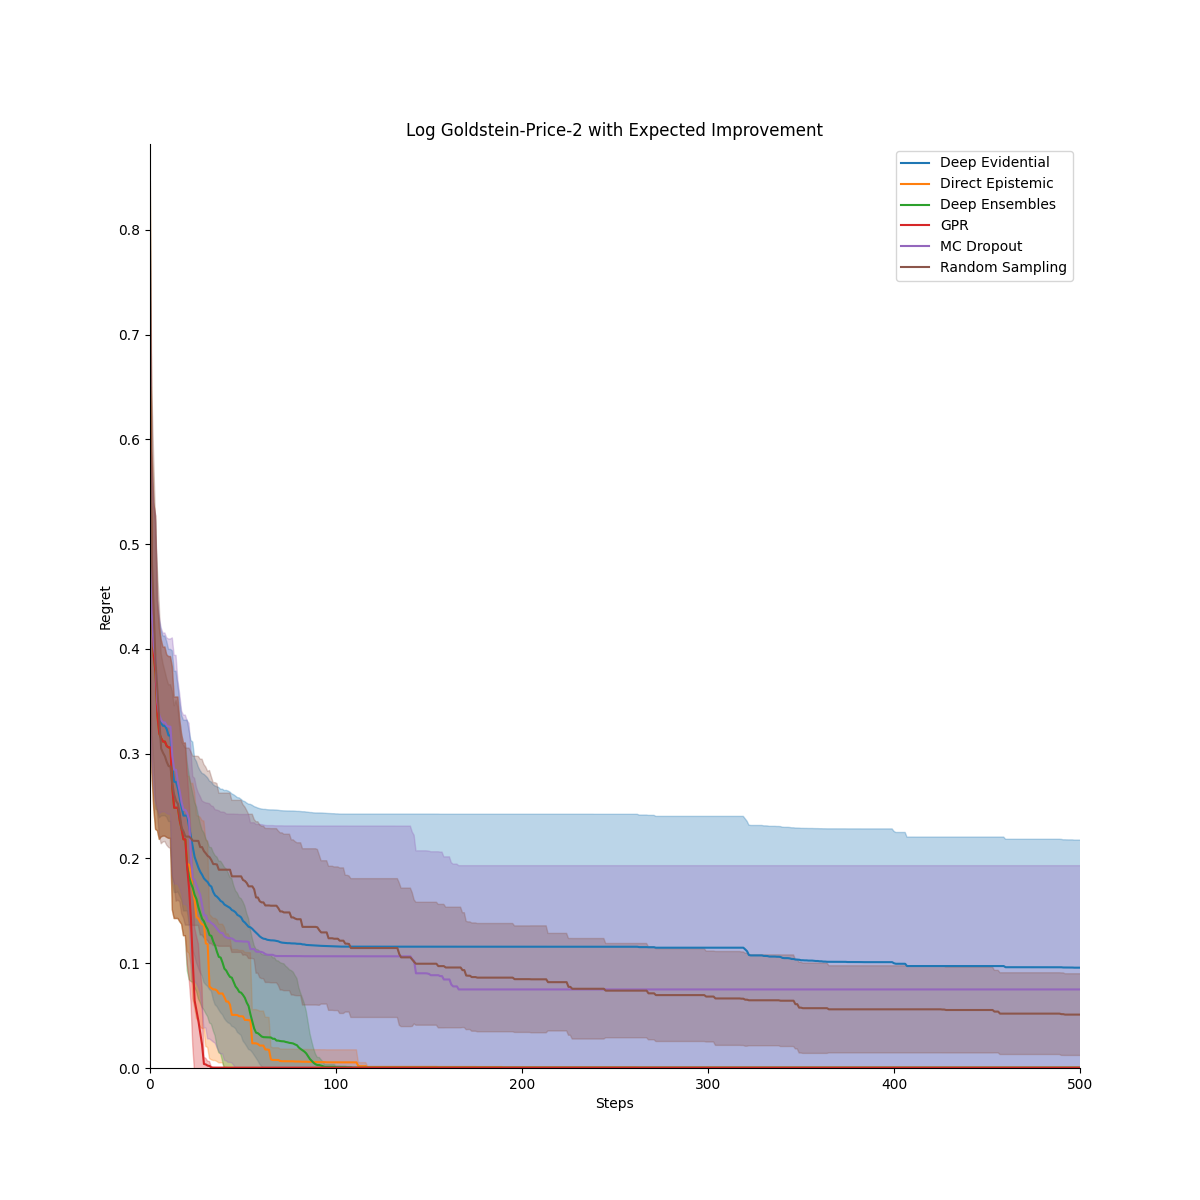 Log Goldstein-Price-2 with Expected Improvement
Deep Evidential
Direct Epistemic
Deep Ensembles
GPR
MC Dropout
Random Sampling
0.8
0.7
0.6
0.5
0.4
0.3
0.2
0.1
0.0
Regret
0 100 200 300 400 500
Steps